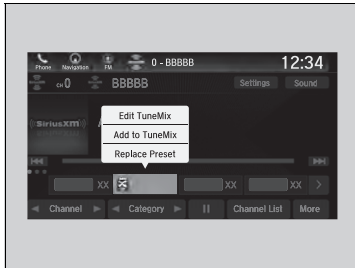 Phone Navigation FM 0 - BBBBB 12:34
CH 0 BBBBB Settings Sound
Edit TuneMix
Add to TuneMix
Replace Preset
SiriusXM
XX XX XX
Channel Category Channel List More